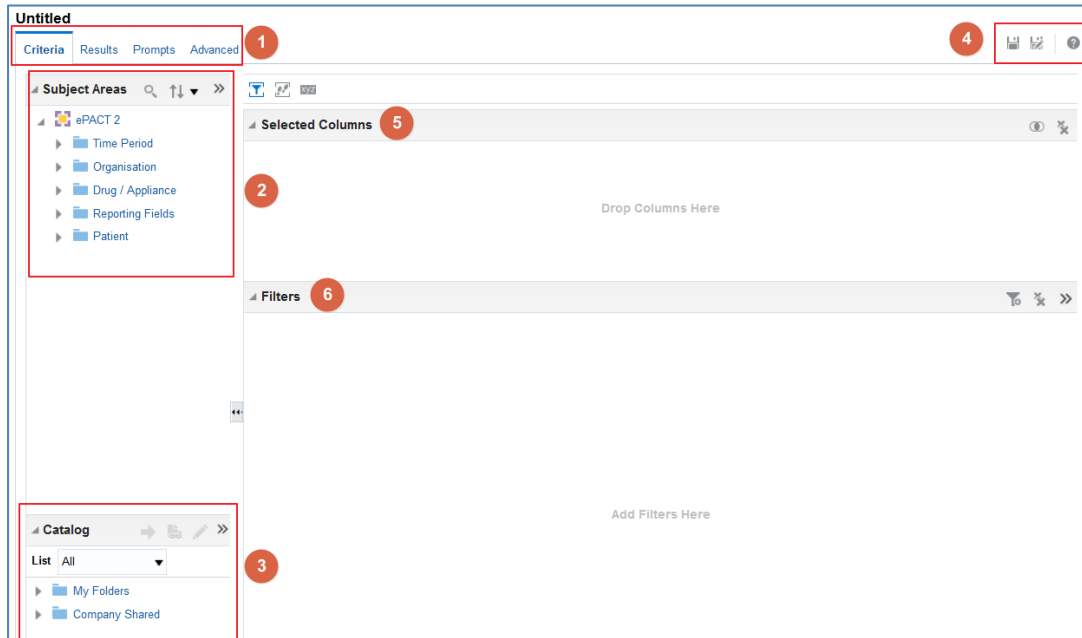 Untitled
Criteria Results Prompts Advanced
1
4
Subject Areas
ePACT 2
Time Period
Organisation
Drug / Appliance
Reporting Fields
Patient
2
xyz
Selected Columns
5
Drop Columns Here
Filters
6
Add Filters Here
Catalog
List All
My Folders
Company Shared
3